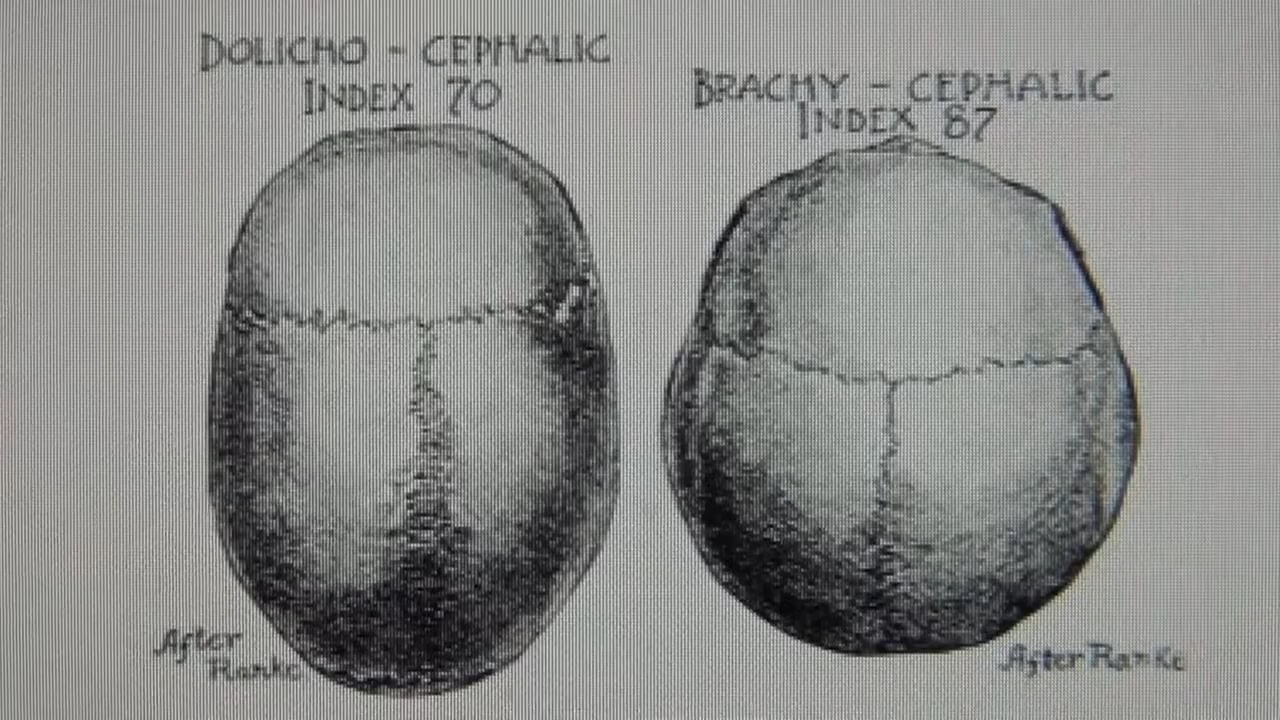 DOLICHO - CEPHALIC
INDEX 70
BRACHY - CEPHALIC
INDEX 87
After
Ranke
After Ranke